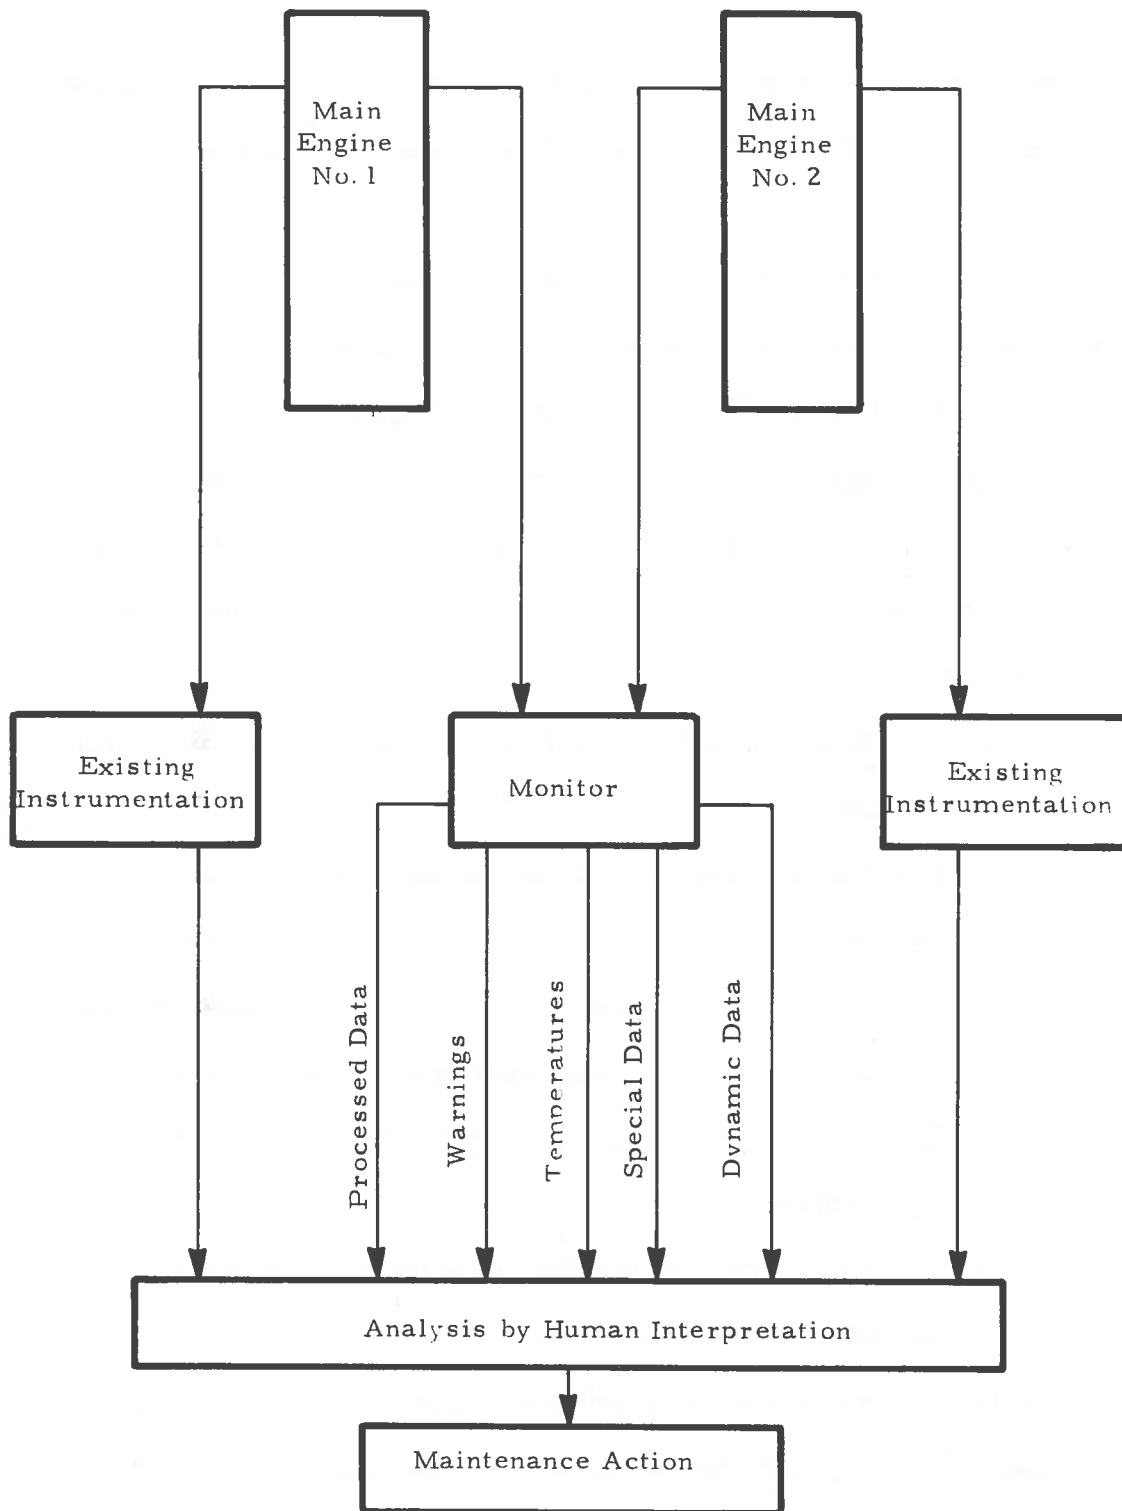 Main
Engine
No. 1
Main
Engine
No. 2
Existing
Instrumentation
Monitor
Existing
Instrumentation
Processed Data
Warnings
Temperatures
Special Data
Dynamic Data
Analysis by Human Interpretation
Maintenance Action